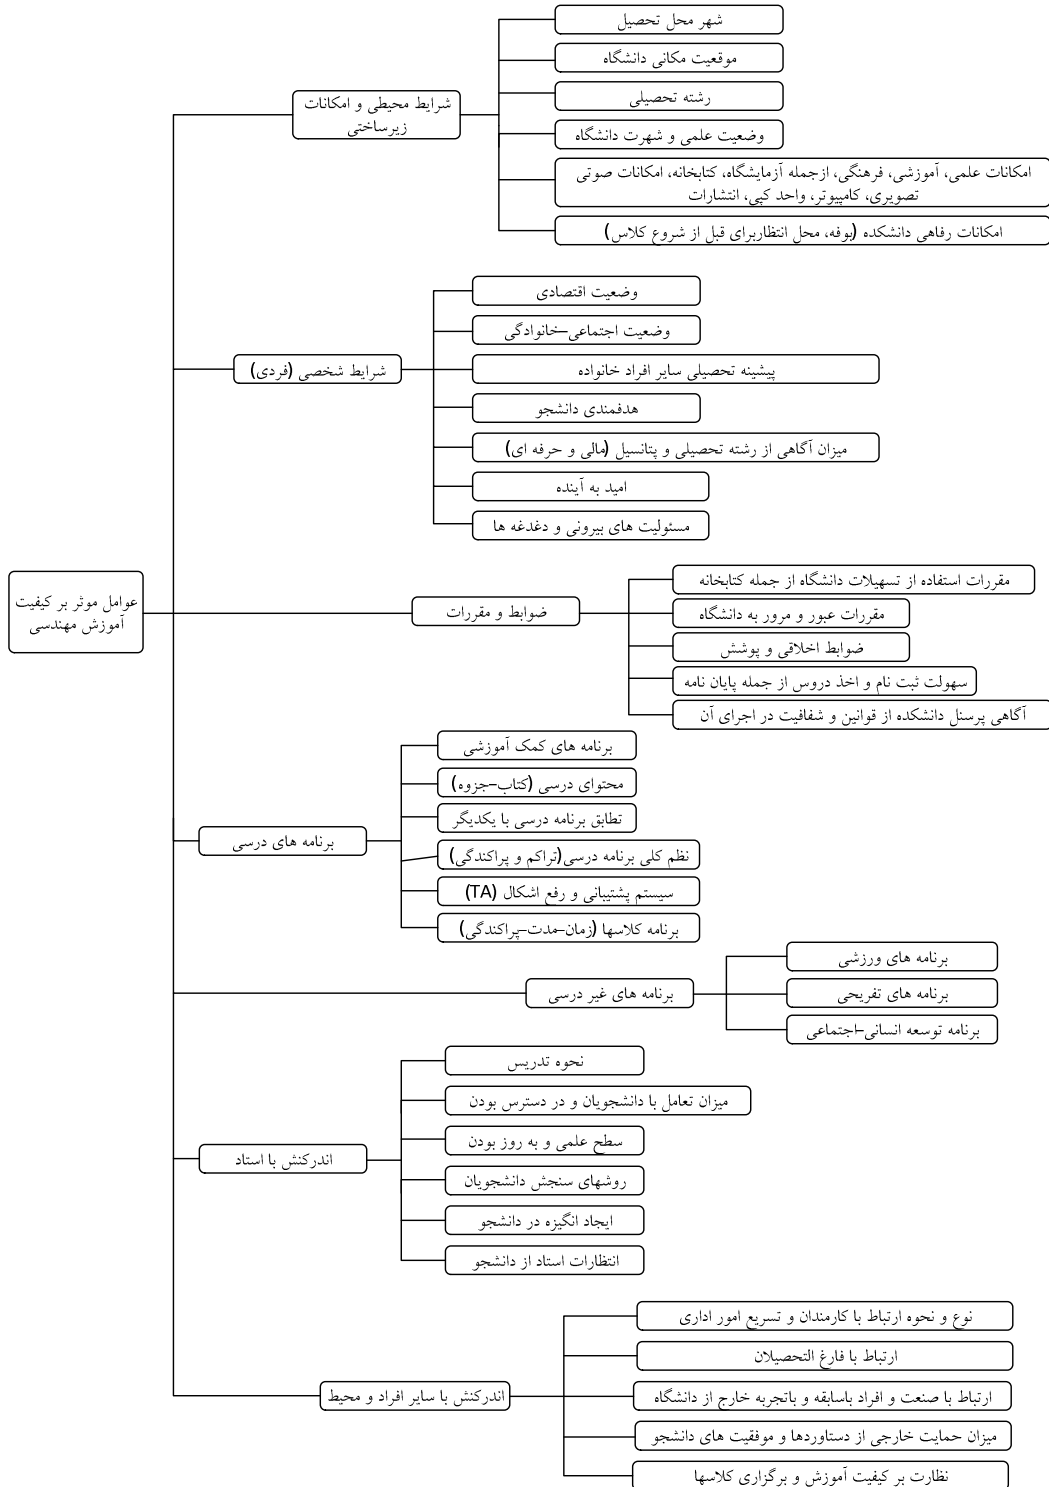 عوامل موثر بر کیفیت
آموزش مهندسی
شرایط محیطی و امکانات
زیرساختی
شهر محل تحصیل
موقعیت مکانی دانشگاه
رشته تحصیلی
وضعیت علمی و شهرت دانشگاه
امکانات علمی، آموزشی، فرهنگی، ازجمله آزمایشگاه، کتابخانه، امکانات صوتی
تصویری، کامپیوتر، واحد کپی، انتشارات
امکانات رفاهی دانشکده (بوفه، محل انتظاربرای قبل از شروع کلاس)
شرایط شخصی (فردی)
وضعیت اقتصادی
وضعیت اجتماعی-خانوادگی
پیشینه تحصیلی سایر افراد خانواده
هدفمندی دانشجو
میزان آگاهی از رشته تحصیلی و پتانسیل (مالی و حرفه ای)
امید به آینده
مسئولیت های بیرونی و دغدغه ها
ضوابط و مقررات
مقررات استفاده از تسهیلات دانشگاه از جمله کتابخانه
مقررات عبور و مرور به دانشگاه
ضوابط اخلاقی و پوشش
سهولت ثبت نام و اخذ دروس از جمله پایان نامه
آگاهی پرسنل دانشکده از قوانین و شفافیت در اجرای آن
برنامه های درسی
برنامه های کمک آموزشی
محتوای درسی (کتاب-جزوه)
تطابق برنامه درسی با یکدیگر
نظم کلی برنامه درسی(تراکم و پراکندگی)
سیستم پشتیبانی و رفع اشکال (TA)
برنامه کلاسها (زمان-مدت-پراکندگی)
برنامه های غیر درسی
برنامه های ورزشی
برنامه های تفریحی
برنامه توسعه انسانی-اجتماعی
اندرکنش با استاد
نحوه تدریس
میزان تعامل با دانشجویان و در دسترس بودن
سطح علمی و به روز بودن
روشهای سنجش دانشجویان
ایجاد انگیزه در دانشجو
انتظارات استاد از دانشجو
اندرکنش با سایر افراد و محیط
نوع و نحوه ارتباط با کارمندان و تسریع امور اداری
ارتباط با فارغ التحصیلان
ارتباط با صنعت و افراد باسابقه و باتجربه خارج از دانشگاه
میزان حمایت خارجی از دستاوردها و موفقیت های دانشجو
نظارت بر کیفیت آموزش و برگزاری کلاسها